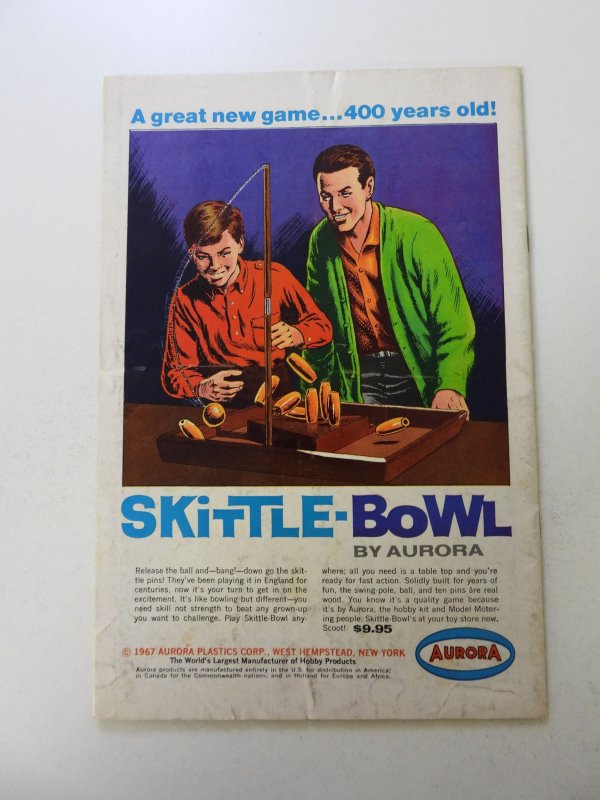 A great new game...400 years old!
SKiTTLE-BoWL
BY AURORA
Release the ball and—bang!—down go the skit-
tle pins! They've been playing it in England for
centuries, now it's your turn to get in on the
excitement. It's like bowling but different—you
need skill not strength to beat any grown-up
you want to challenge. Play Skittle-Bowl any-
where; all you need is a table top and you're
ready for fast action. Solidly built for years of
fun, the swing-pole, ball, and ten pins are real
wood. You know it's a quality game because
it's by Aurora, the hobby kit and Model Motor-
ing people. Skittle-Bowl's at your toy store now.
Scoot! $9.95
© 1967 AURORA PLASTICS CORP., WEST HEMPSTEAD, NEW YORK
The World's Largest Manufacturer of Hobby Products
Aurora products are manufactured entirely in the U.S. for distribution in America;
in Canada for the Commonwealth nations; and in Holland for Europe and Africa.
AURORA